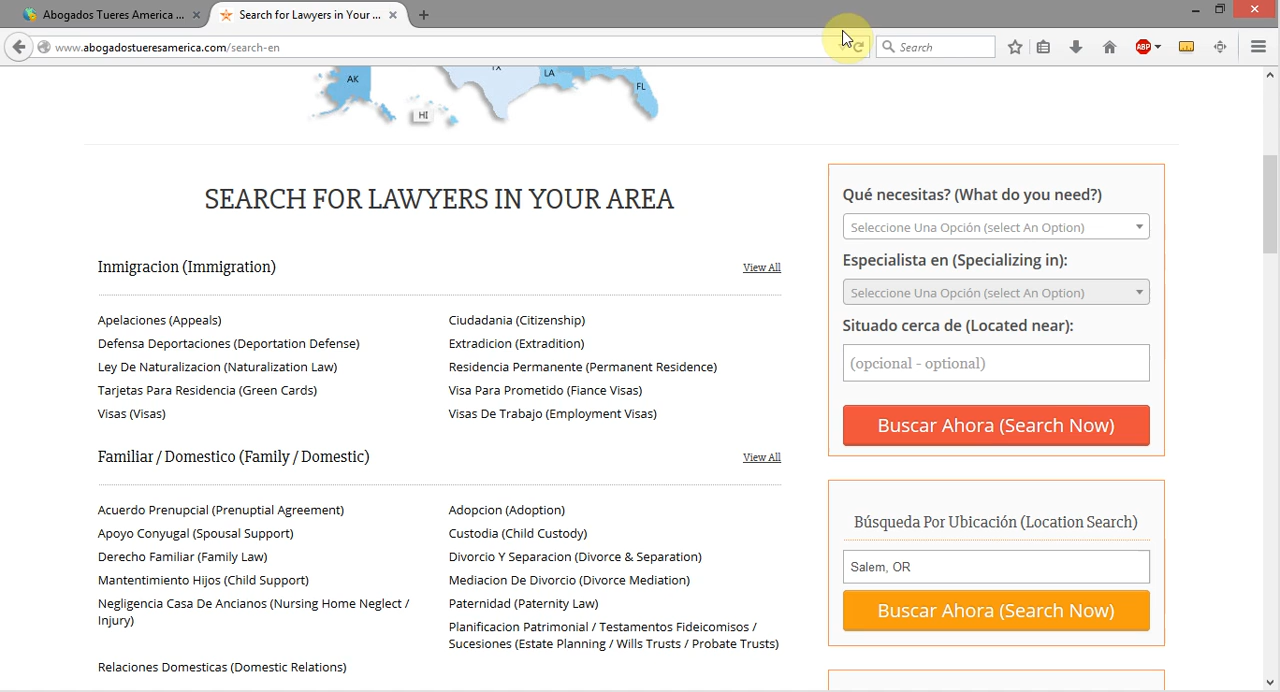 Abogados Tueres America ...
Search for Lawyers in Your ...
www.abogadostueresamerica.com/search-en
Search
ABP
AK
HI
TX
LA
FL
SEARCH FOR LAWYERS IN YOUR AREA
Inmigracion (Immigration)
View All
Apelaciones (Appeals)
Ciudadania (Citizenship)
Defensa Deportaciones (Deportation Defense)
Extradicion (Extradition)
Ley De Naturalizacion (Naturalization Law)
Residencia Permanente (Permanent Residence)
Tarjetas Para Residencia (Green Cards)
Visa Para Prometido (Fiance Visas)
Visas (Visas)
Visas De Trabajo (Employment Visas)
Familiar / Domestico (Family / Domestic)
View All
Acuerdo Prenupcial (Prenuptial Agreement)
Adopcion (Adoption)
Apoyo Conyugal (Spousal Support)
Custodia (Child Custody)
Derecho Familiar (Family Law)
Divorcio Y Separacion (Divorce & Separation)
Mantentimiento Hijos (Child Support)
Mediacion De Divorcio (Divorce Mediation)
Negligencia Casa De Ancianos (Nursing Home Neglect /
Injury)
Paternidad (Paternity Law)
Planificacion Patrimonial / Testamentos Fideicomisos /
Sucesiones (Estate Planning / Wills Trusts / Probate Trusts)
Relaciones Domesticas (Domestic Relations)
Qué necesitas? (What do you need?)
Seleccione Una Opción (select An Option)
Especialista en (Specializing in):
Seleccione Una Opción (select An Option)
Situado cerca de (Located near):
(opcional - optional)
Buscar Ahora (Search Now)
Búsqueda Por Ubicación (Location Search)
Salem, OR
Buscar Ahora (Search Now)